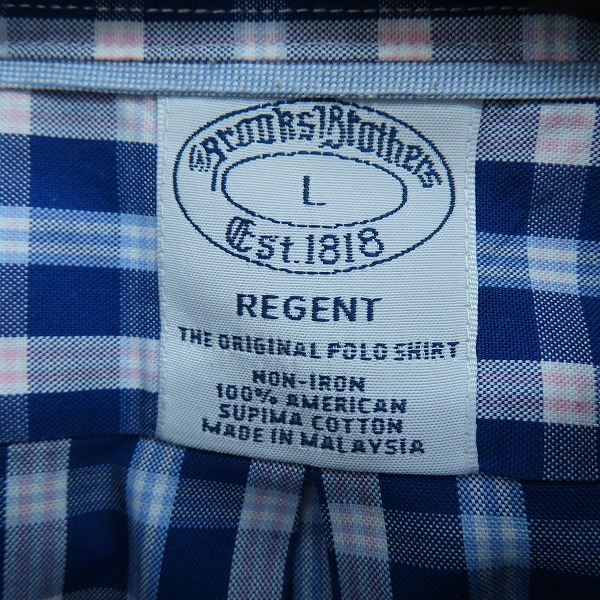 Brooks Brothers
L
Est. 1818
REGENT
THE ORIGINAL POLO SHIRT
NON-IRON
100% AMERICAN
SUPIMA COTTON
MADE IN MALAYSIA